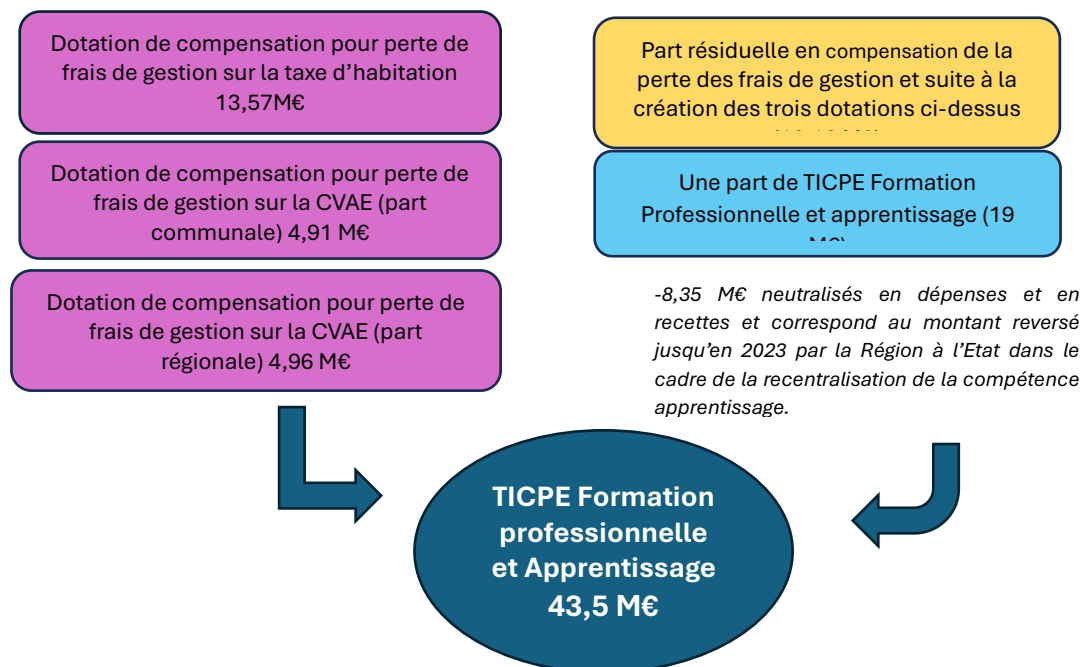 Dotation de compensation pour perte de
frais de gestion sur la taxe d’habitation
13,57M€
Dotation de compensation pour perte de
frais de gestion sur la CVAE (part
communale) 4,91 M€
Dotation de compensation pour perte de
frais de gestion sur la CVAE (part
régionale) 4,96 M€
Part résiduelle en compensation de la
perte des frais de gestion et suite à la
création des trois dotations ci-dessus
Une part de TICPE Formation
Professionnelle et apprentissage (19
-8,35 M€ neutralisés en dépenses et en
recettes et correspond au montant reversé
jusqu’en 2023 par la Région à l’Etat dans le
cadre de la recentralisation de la compétence
apprentissage.
TICPE Formation
professionnelle
et Apprentissage
43,5 M€